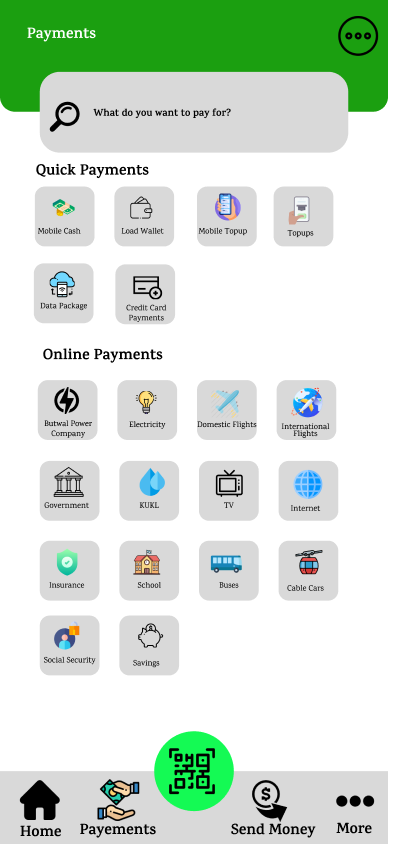 Payments
What do you want to pay for?
Quick Payments
Mobile Cash
Load Wallet
Mobile Topup
Topups
Data Package
Credit Card
Payments
Online Payments
Butwal Power
Company
Electricity
Domestic Flights
International
Flights
Government
KUKL
TV
Internet
Insurance
School
Buses
Cable Cars
Social Security
Savings
Home
Payements
Send Money
More